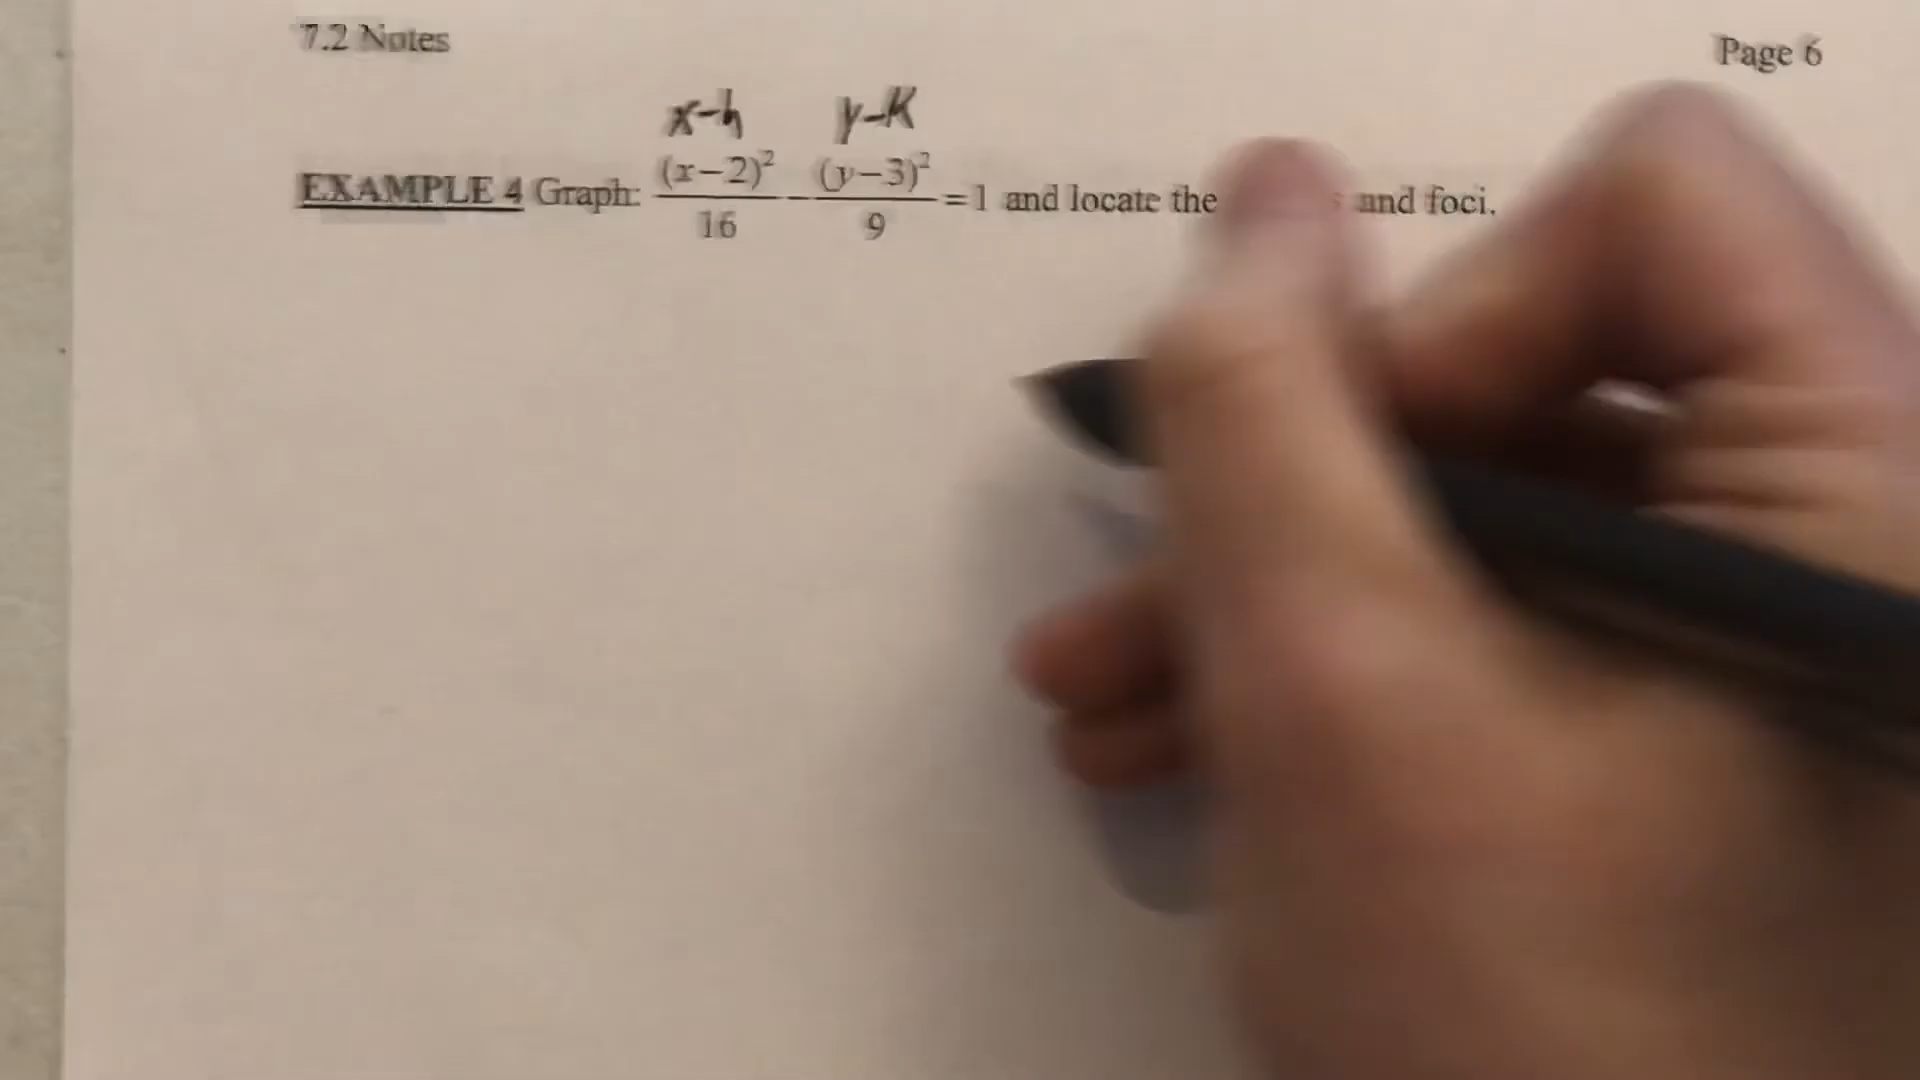 7.2 Notes
Page 6
x-h y-k
EXAMPLE 4 Graph: (x-2)²/16 - (y-3)²/9 = 1 and locate the and foci.